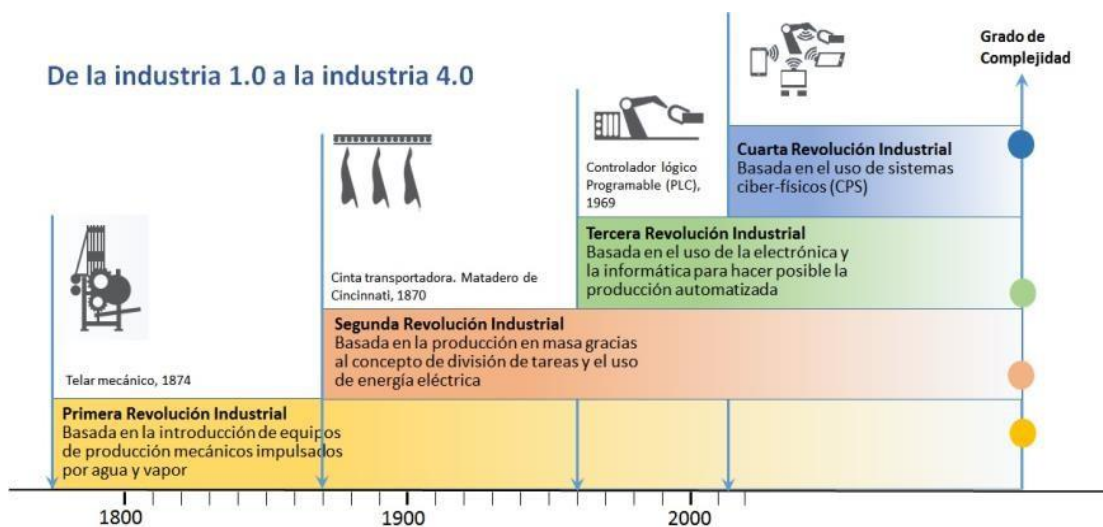 De la industria 1.0 a la industria 4.0
Grado de
Complejidad
Cuarta Revolución Industrial
Basada en el uso de sistemas
ciber-físicos (CPS)
Controlador lógico
Programable (PLC),
1969
Tercera Revolución Industrial
Basada en el uso de la electrónica y
la informática para hacer posible la
producción automatizada
Cinta transportadora. Matadero de
Cincinnati, 1870
Segunda Revolución Industrial
Basada en la producción en masa gracias
al concepto de división de tareas y el uso
de energía eléctrica
Telar mecánico, 1874
Primera Revolución Industrial
Basada en la introducción de equipos
de producción mecánicos impulsados
por agua y vapor
1800
1900
2000